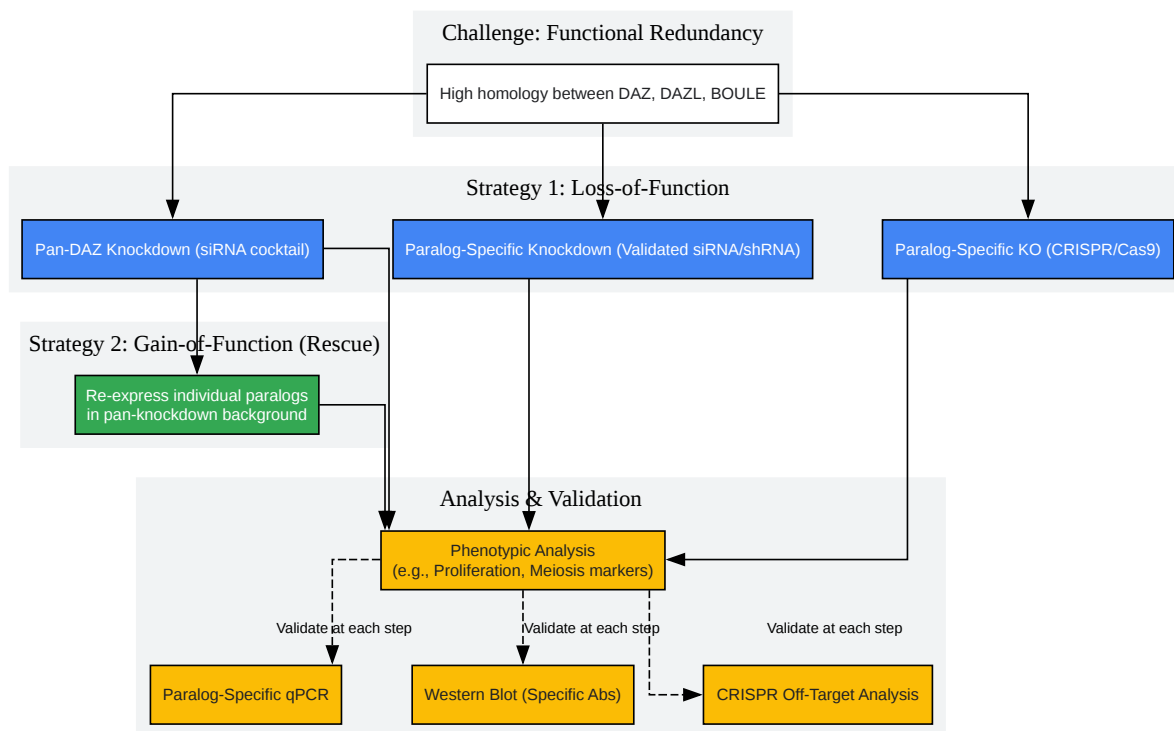 Challenge: Functional Redundancy
High homology between DAZ, DAZL, BOULE
Strategy 1: Loss-of-Function
Pan-DAZ Knockdown (siRNA cocktail)
Paralog-Specific Knockdown (Validated siRNA/shRNA)
Paralog-Specific KO (CRISPR/Cas9)
Strategy 2: Gain-of-Function (Rescue)
Re-express individual paralogs
in pan-knockdown background
Analysis & Validation
Phenotypic Analysis
(e.g., Proliferation, Meiosis markers)
Validate at each step
Validate at each step
Validate at each step
Paralog-Specific qPCR
Western Blot (Specific Abs)
CRISPR Off-Target Analysis